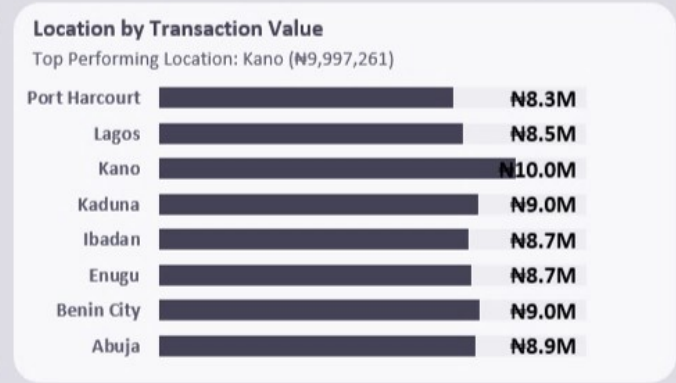 Location by Transaction Value
Top Performing Location: Kano (₦9,997,261)
Port Harcourt ₦8.3M
Lagos ₦8.5M
Kano ₦10.0M
Kaduna ₦9.0M
Ibadan ₦8.7M
Enugu ₦8.7M
Benin City ₦9.0M
Abuja ₦8.9M